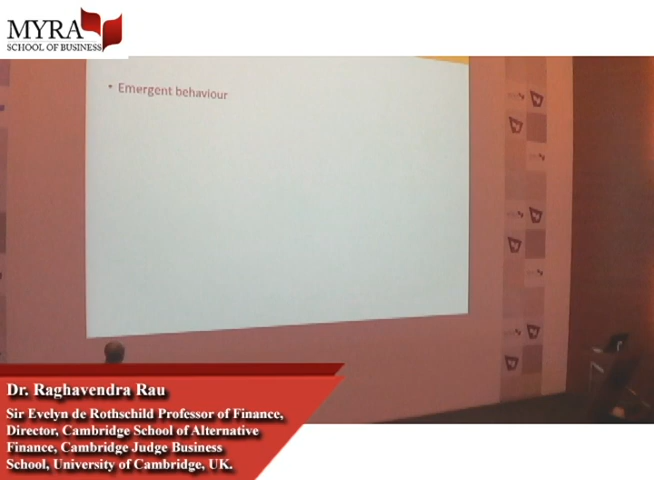 MYRA
SCHOOL OF BUSINESS
• Emergent behaviour
Dr. Raghavendra Rau
Sir Evelyn de Rothschild Professor of Finance,
Director, Cambridge School of Alternative
Finance, Cambridge Judge Business
School, University of Cambridge, UK.